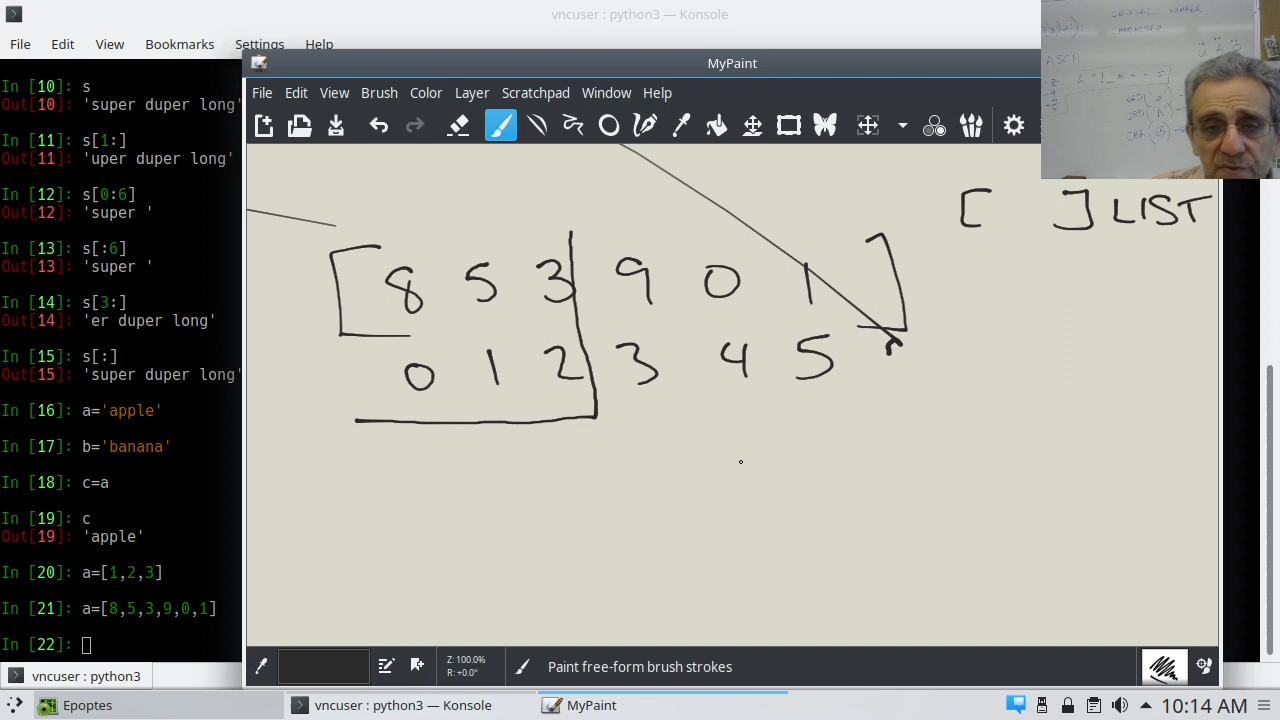 vncuser : python3 — Konsole
File Edit View Bookmarks Settings Help
In [10]: s
Out[10]: 'super duper long'
In [11]: s[1:]
Out[11]: 'uper duper long'
In [12]: s[0:6]
Out[12]: 'super '
In [13]: s[:6]
Out[13]: 'super '
In [14]: s[3:]
Out[14]: 'er duper long'
In [15]: s[:]
Out[15]: 'super duper long'
In [16]: a='apple'
In [17]: b='banana'
In [18]: c=a
In [19]: c
Out[19]: 'apple'
In [20]: a=[1,2,3]
In [21]: a=[8,5,3,9,0,1]
In [22]:
MyPaint
File Edit View Brush Color Layer Scratchpad Window Help
[ ] LIST
[ 8 5 3 9 0 1 ]
0 1 2 3 4 5
Z: 100.0%
R: +0.0°
Paint free-form brush strokes
ORDINAL NUMBER
CHARACTER
ASCII
vncuser : python3
Epoptes
vncuser : python3 — Konsole
MyPaint
10:14 AM